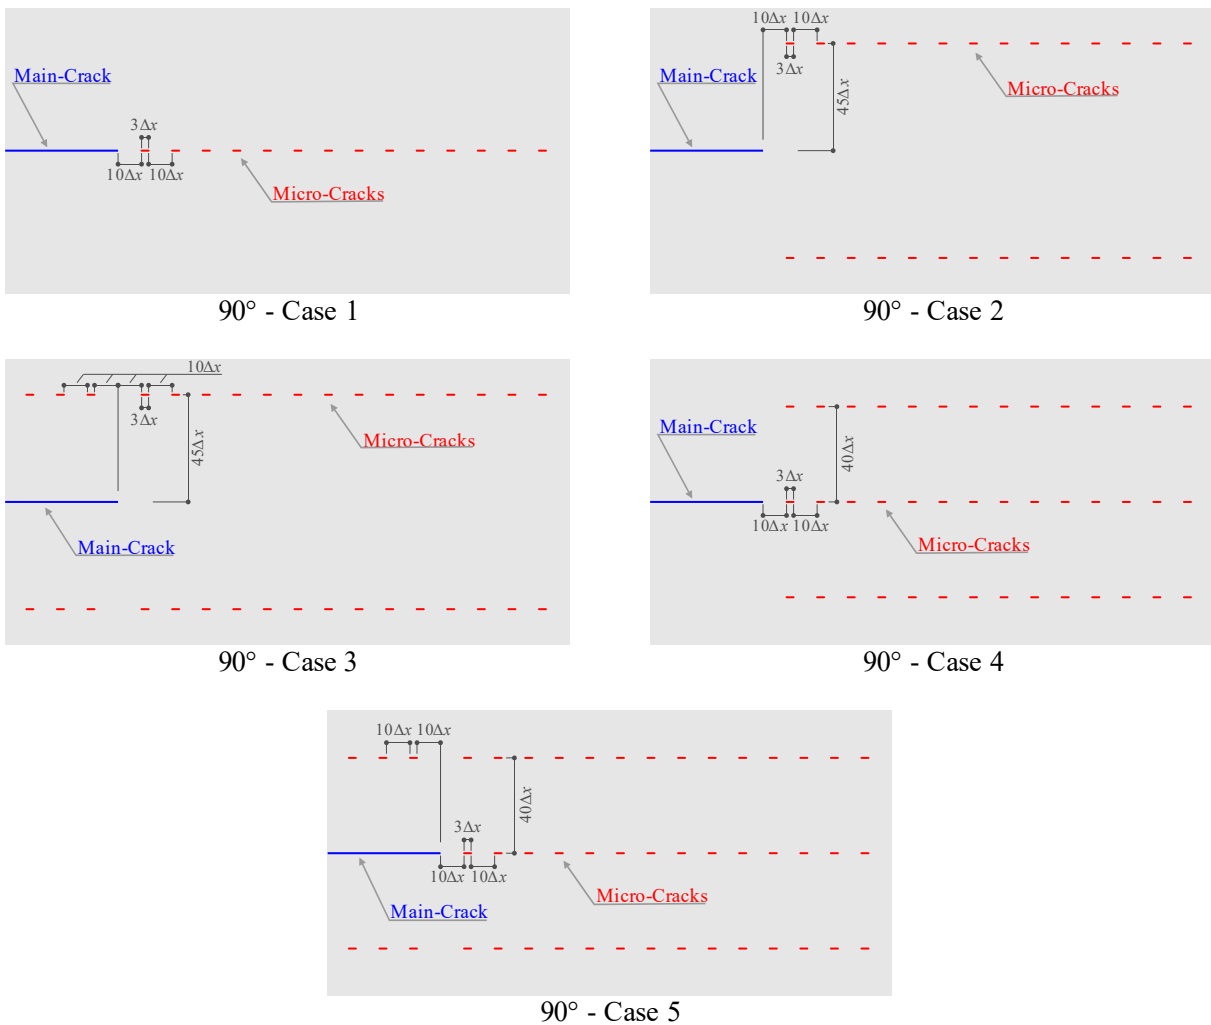 Main-Crack
3Δx
10Δx 10Δx
Micro-Cracks
90° - Case 1
10Δx 10Δx
Main-Crack
3Δx
45Δx
Micro-Cracks
90° - Case 2
10Δx
3Δx
45Δx
Micro-Cracks
Main-Crack
90° - Case 3
Main-Crack
40Δx
3Δx
10Δx 10Δx
Micro-Cracks
90° - Case 4
10Δx 10Δx
40Δx
3Δx
10Δx 10Δx
Micro-Cracks
Main-Crack
90° - Case 5